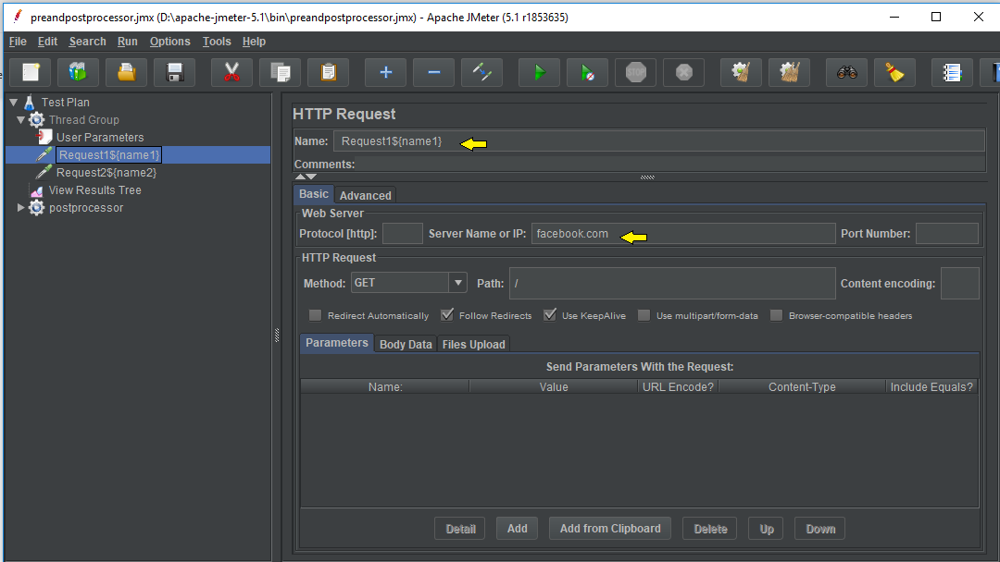 preandpostprocessor.jmx (D:\apache-jmeter-5.1\bin\preandpostprocessor.jmx) - Apache JMeter (5.1 r1853635)
File Edit Search Run Options Tools Help
Test Plan
Thread Group
User Parameters
Request1${name1}
Request2${name2}
View Results Tree
postprocessor
HTTP Request
Name: Request1${name1}
Comments:
Basic Advanced
Web Server
Protocol [http]: Server Name or IP: facebook.com Port Number:
HTTP Request
Method: GET Path: / Content encoding:
Redirect Automatically Follow Redirects Use KeepAlive Use multipart/form-data Browser-compatible headers
Parameters Body Data Files Upload
Send Parameters With the Request:
Name: Value URL Encode? Content-Type Include Equals?
Detail Add Add from Clipboard Delete Up Down